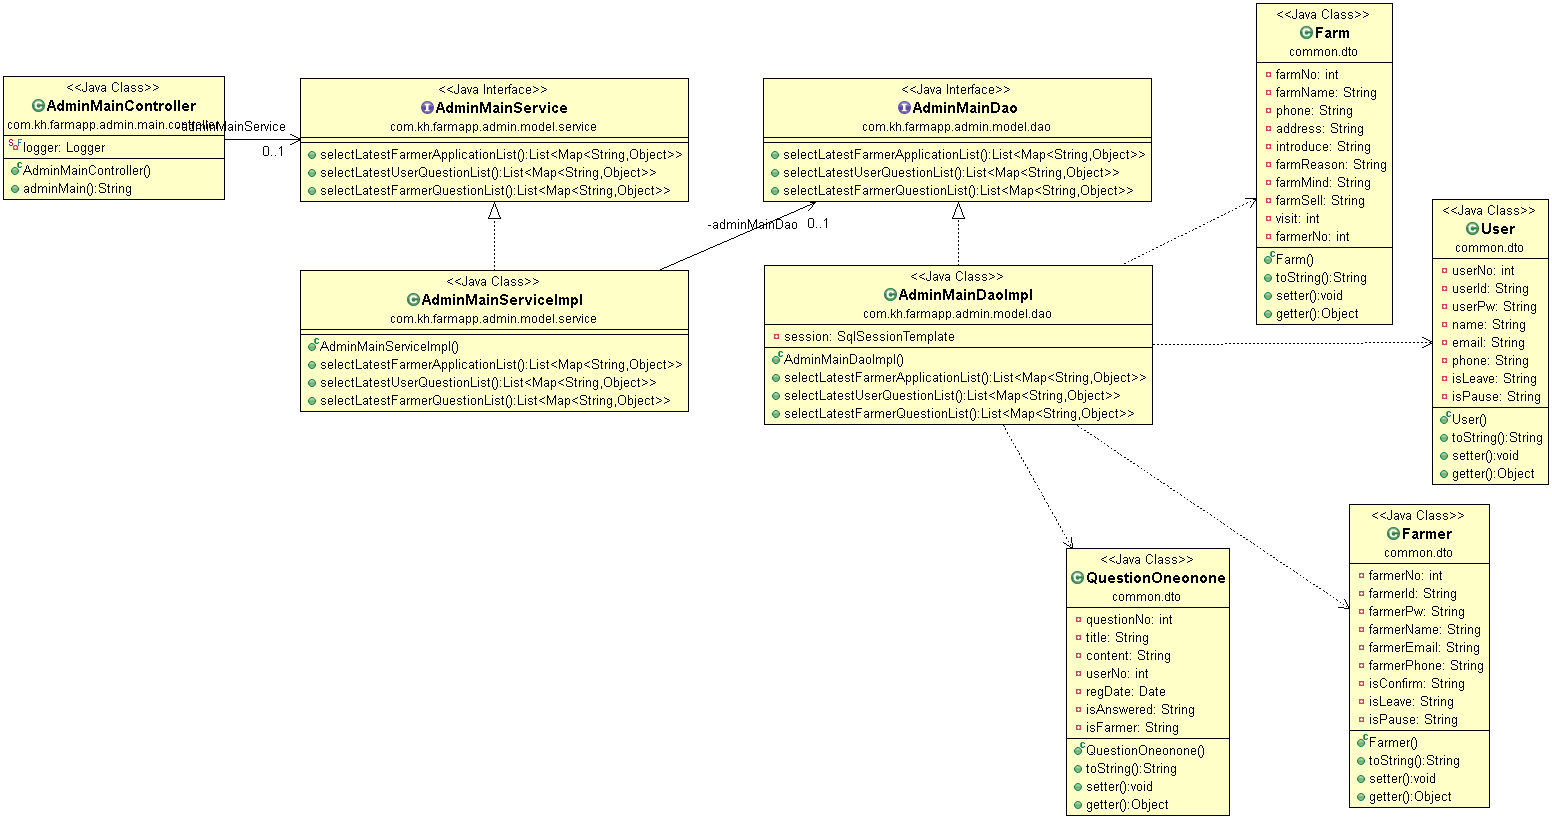 <<Java Class>>
AdminMainController
com.kh.farmapp.admin.main.controller
logger: Logger
AdminMainController()
adminMain():String
-adminMainService
0..1
<<Java Interface>>
AdminMainService
com.kh.farmapp.admin.model.service
selectLatestFarmerApplicationList():List<Map<String,Object>>
selectLatestUserQuestionList():List<Map<String,Object>>
selectLatestFarmerQuestionList():List<Map<String,Object>>
<<Java Class>>
AdminMainServiceImpl
com.kh.farmapp.admin.model.service
AdminMainServiceImpl()
selectLatestFarmerApplicationList():List<Map<String,Object>>
selectLatestUserQuestionList():List<Map<String,Object>>
selectLatestFarmerQuestionList():List<Map<String,Object>>
-adminMainDao
0..1
<<Java Interface>>
AdminMainDao
com.kh.farmapp.admin.model.dao
selectLatestFarmerApplicationList():List<Map<String,Object>>
selectLatestUserQuestionList():List<Map<String,Object>>
selectLatestFarmerQuestionList():List<Map<String,Object>>
<<Java Class>>
AdminMainDaoImpl
com.kh.farmapp.admin.model.dao
session: SqlSessionTemplate
AdminMainDaoImpl()
selectLatestFarmerApplicationList():List<Map<String,Object>>
selectLatestUserQuestionList():List<Map<String,Object>>
selectLatestFarmerQuestionList():List<Map<String,Object>>
<<Java Class>>
Farm
common.dto
farmNo: int
farmName: String
phone: String
address: String
introduce: String
farmReason: String
farmMind: String
farmSell: String
visit: int
farmerNo: int
Farm()
toString():String
setter():void
getter():Object
<<Java Class>>
User
common.dto
userNo: int
userId: String
userPw: String
name: String
email: String
phone: String
isLeave: String
isPause: String
User()
toString():String
setter():void
getter():Object
<<Java Class>>
Farmer
common.dto
farmerNo: int
farmerId: String
farmerPw: String
farmerName: String
farmerEmail: String
farmerPhone: String
isConfirm: String
isLeave: String
isPause: String
Farmer()
toString():String
setter():void
getter():Object
<<Java Class>>
QuestionOneonone
common.dto
questionNo: int
title: String
content: String
userNo: int
regDate: Date
isAnswered: String
isFarmer: String
QuestionOneonone()
toString():String
setter():void
getter():Object